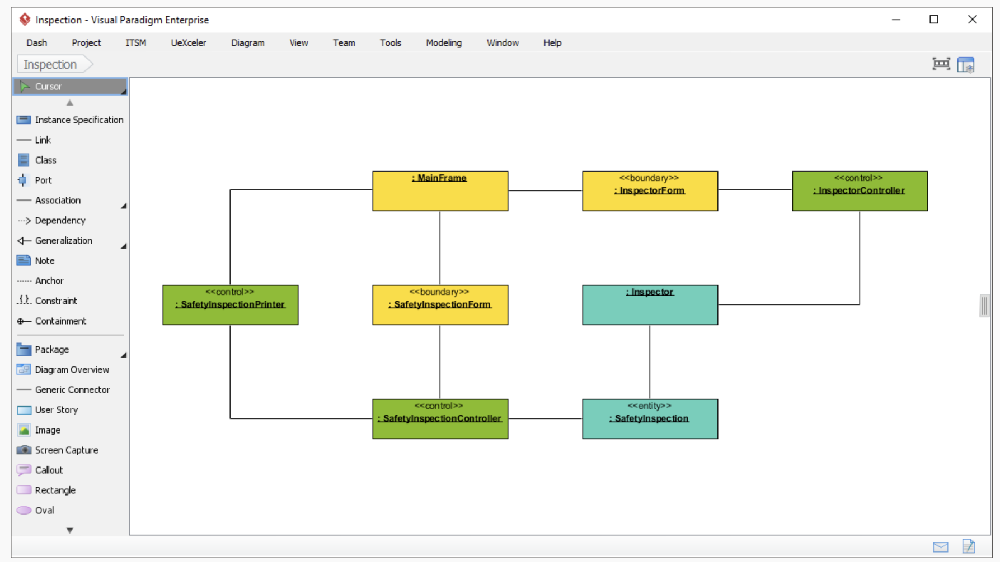 Inspection - Visual Paradigm Enterprise
Dash Project ITSM UeXceler Diagram View Team Tools Modeling Window Help
Inspection
Cursor
Instance Specification
Link
Class
Port
Association
Dependency
Generalization
Note
Anchor
Constraint
Containment
Package
Diagram Overview
Generic Connector
User Story
Image
Screen Capture
Callout
Rectangle
Oval
: MainFrame
<<boundary>>
: InspectorForm
<<control>>
: InspectorController
<<control>>
: SafetyInspectionPrinter
<<boundary>>
: SafetyInspectionForm
: Inspector
<<control>>
: SafetyInspectionController
<<entity>>
: SafetyInspection